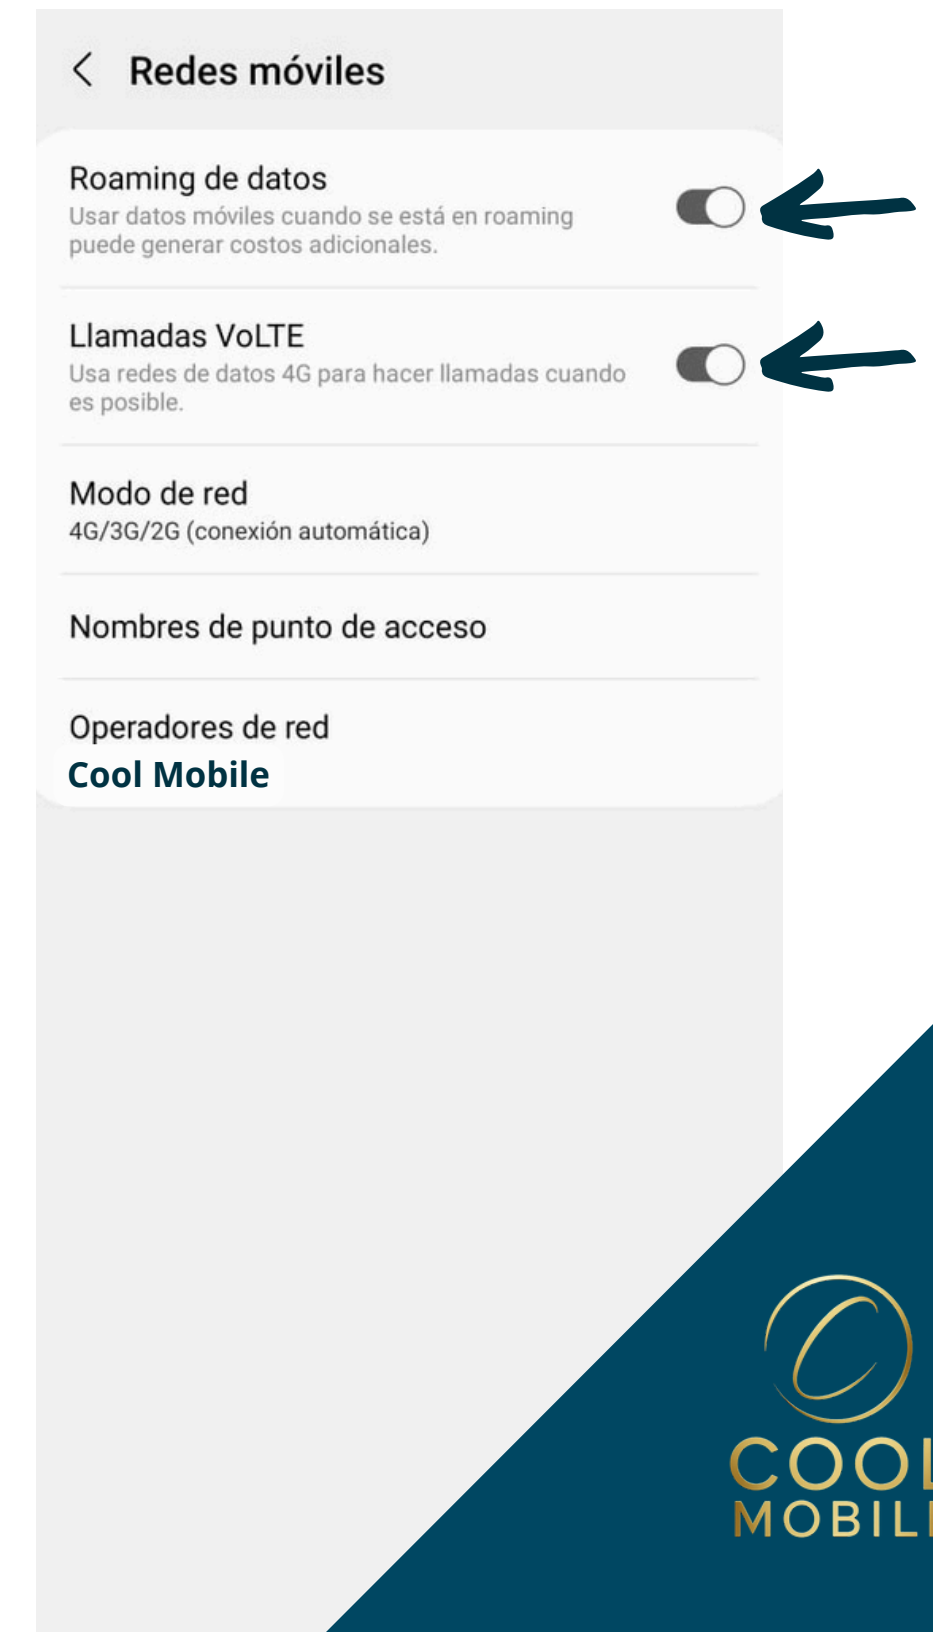 Redes móviles
Roaming de datos
Usar datos móviles cuando se está en roaming
puede generar costos adicionales.
Llamadas VoLTE
Usa redes de datos 4G para hacer llamadas cuando
es posible.
Modo de red
4G/3G/2G (conexión automática)
Nombres de punto de acceso
Operadores de red
Cool Mobile
COOL
MOBILE